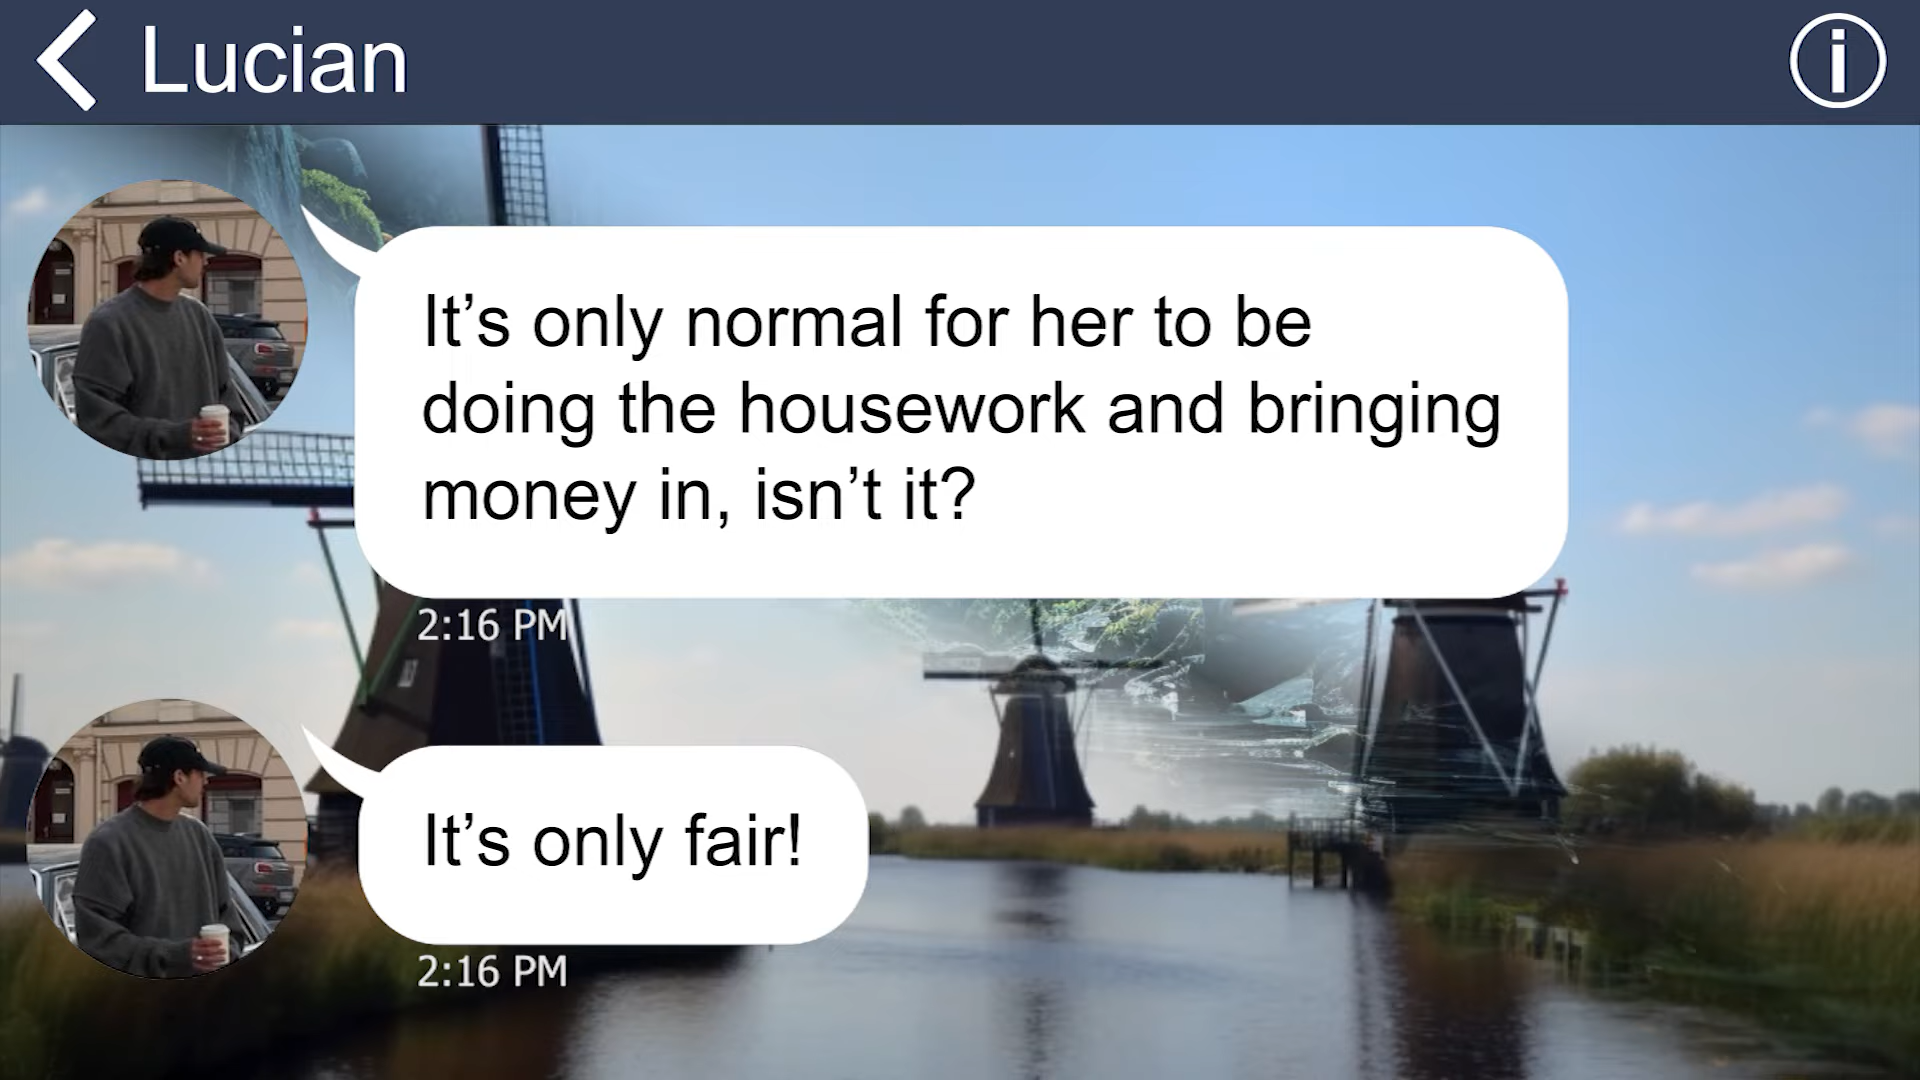 Lucian
It’s only normal for her to be
doing the housework and bringing
money in, isn’t it?
2:16 PM
It’s only fair!
2:16 PM